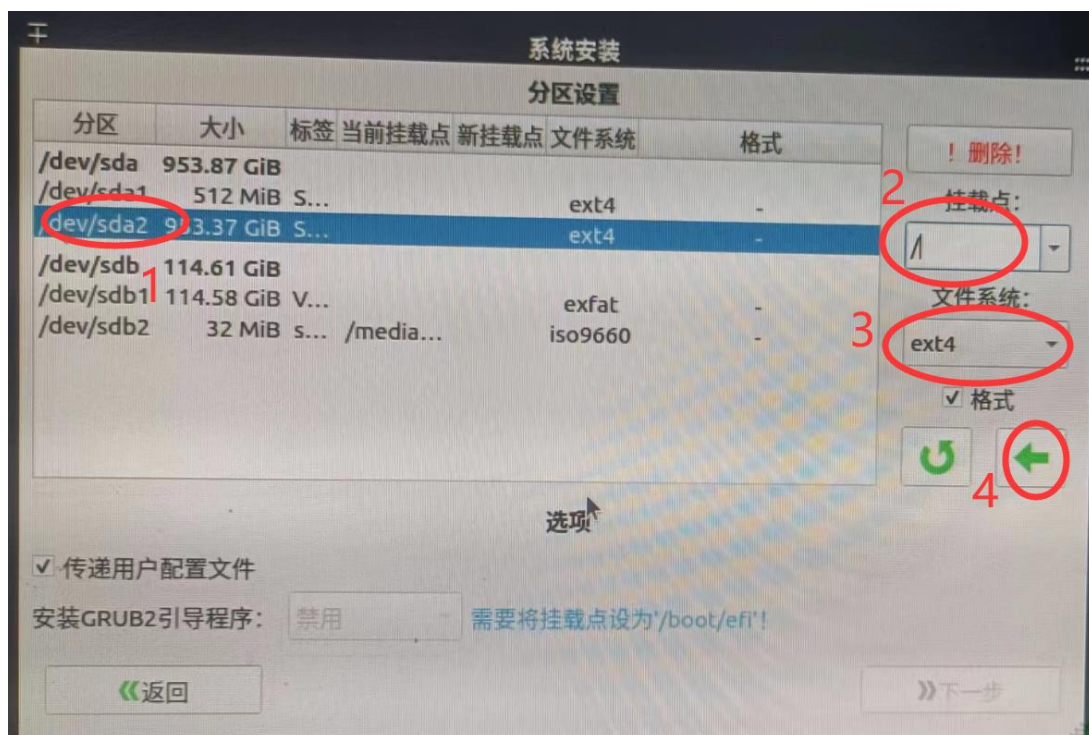 系统安装
分区设置
分区 大小 标签 当前挂载点 新挂载点 文件系统 格式
! 删除!
/dev/sda 953.87 GiB
/dev/sda1 512 MiB S... ext4 -
2 挂载点:
/dev/sda2 953.37 GiB S... ext4 -
/
/dev/sdb 114.61 GiB
1
/dev/sdb1 114.58 GiB V... exfat -
文件系统:
/dev/sdb2 32 MiB s... /media... iso9660 -
3 ext4
格式
4
选项
传递用户配置文件
安装GRUB2引导程序: 禁用 需要将挂载点设为'/boot/efi'!
返回 下一步